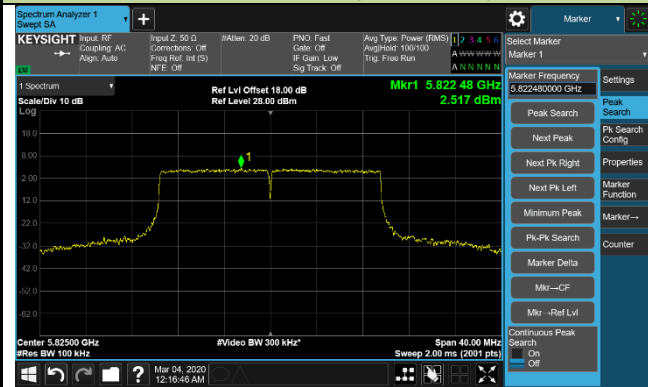 Spectrum Analyzer 1
Swept SA
+
Marker
KEYSIGHT
Input: RF
Coupling: AC
Align: Auto
Input Z: 50 Ω
Corrections: Off
Freq Ref: Int (S)
NFE: Off
#Atten: 20 dB
PNO: Fast
Gate: Off
IF Gain: Low
Sig Track: Off
Avg Type: Power (RMS)
Avg|Hold: 100/100
Trig: Free Run
1 2 3 4 5 6
A W W W W W
A N N N N N
LXI
Select Marker
Marker 1
1 Spectrum
Scale/Div 10 dB
Log
Ref Lvl Offset 18.00 dB
Ref Level 28.00 dBm
Mkr1 5.822 48 GHz
2.517 dBm
18.0
8.00
-12.0
-22.0
-32.0
-42.0
-52.0
-62.0
1
Center 5.82500 GHz
#Res BW 100 kHz
#Video BW 300 kHz*
Span 40.00 MHz
Sweep 2.00 ms (2001 pts)
Marker Frequency
5.822480000 GHz
Peak Search
Next Peak
Next Pk Right
Next Pk Left
Minimum Peak
Pk-Pk Search
Marker Delta
Mkr→CF
Mkr→Ref Lvl
Continuous Peak
Search
On
Off
Settings
Peak
Search
Pk Search
Config
Properties
Marker
Function
Marker→
Counter
?
Mar 04, 2020
12:16:46 AM